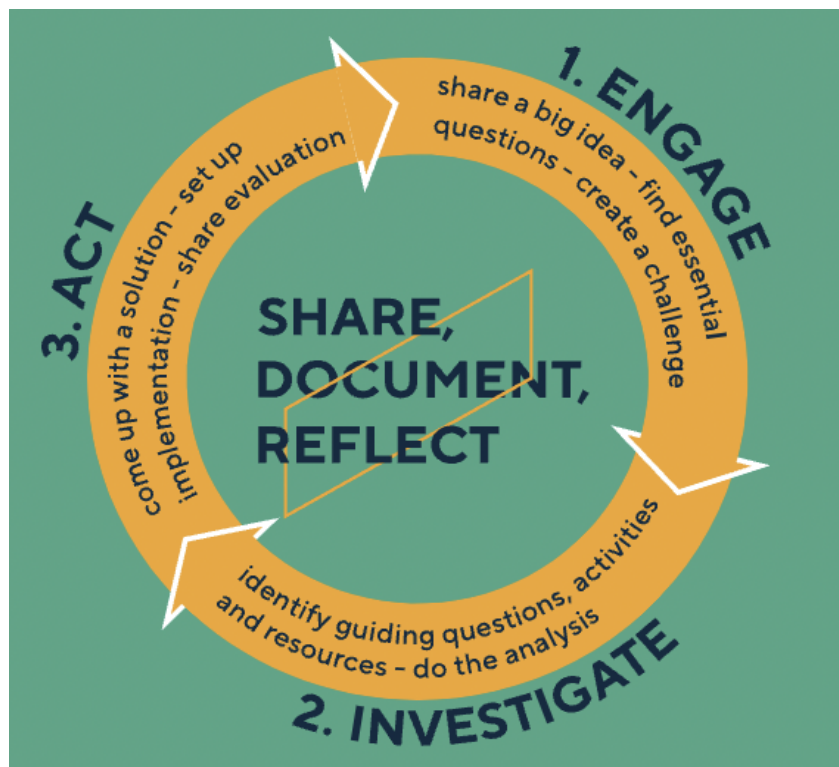 1. ENGAGE
share a big idea - find essential
questions - create a challenge
2. INVESTIGATE
identify guiding questions, activities
and resources - do the analysis
3. ACT
come up with a solution - set up
implementation - share evaluation
SHARE,
DOCUMENT,
REFLECT